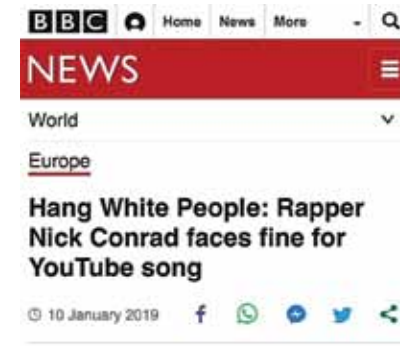 BBC Home News More
NEWS
World
Europe
Hang White People: Rapper
Nick Conrad faces fine for
YouTube song
10 January 2019